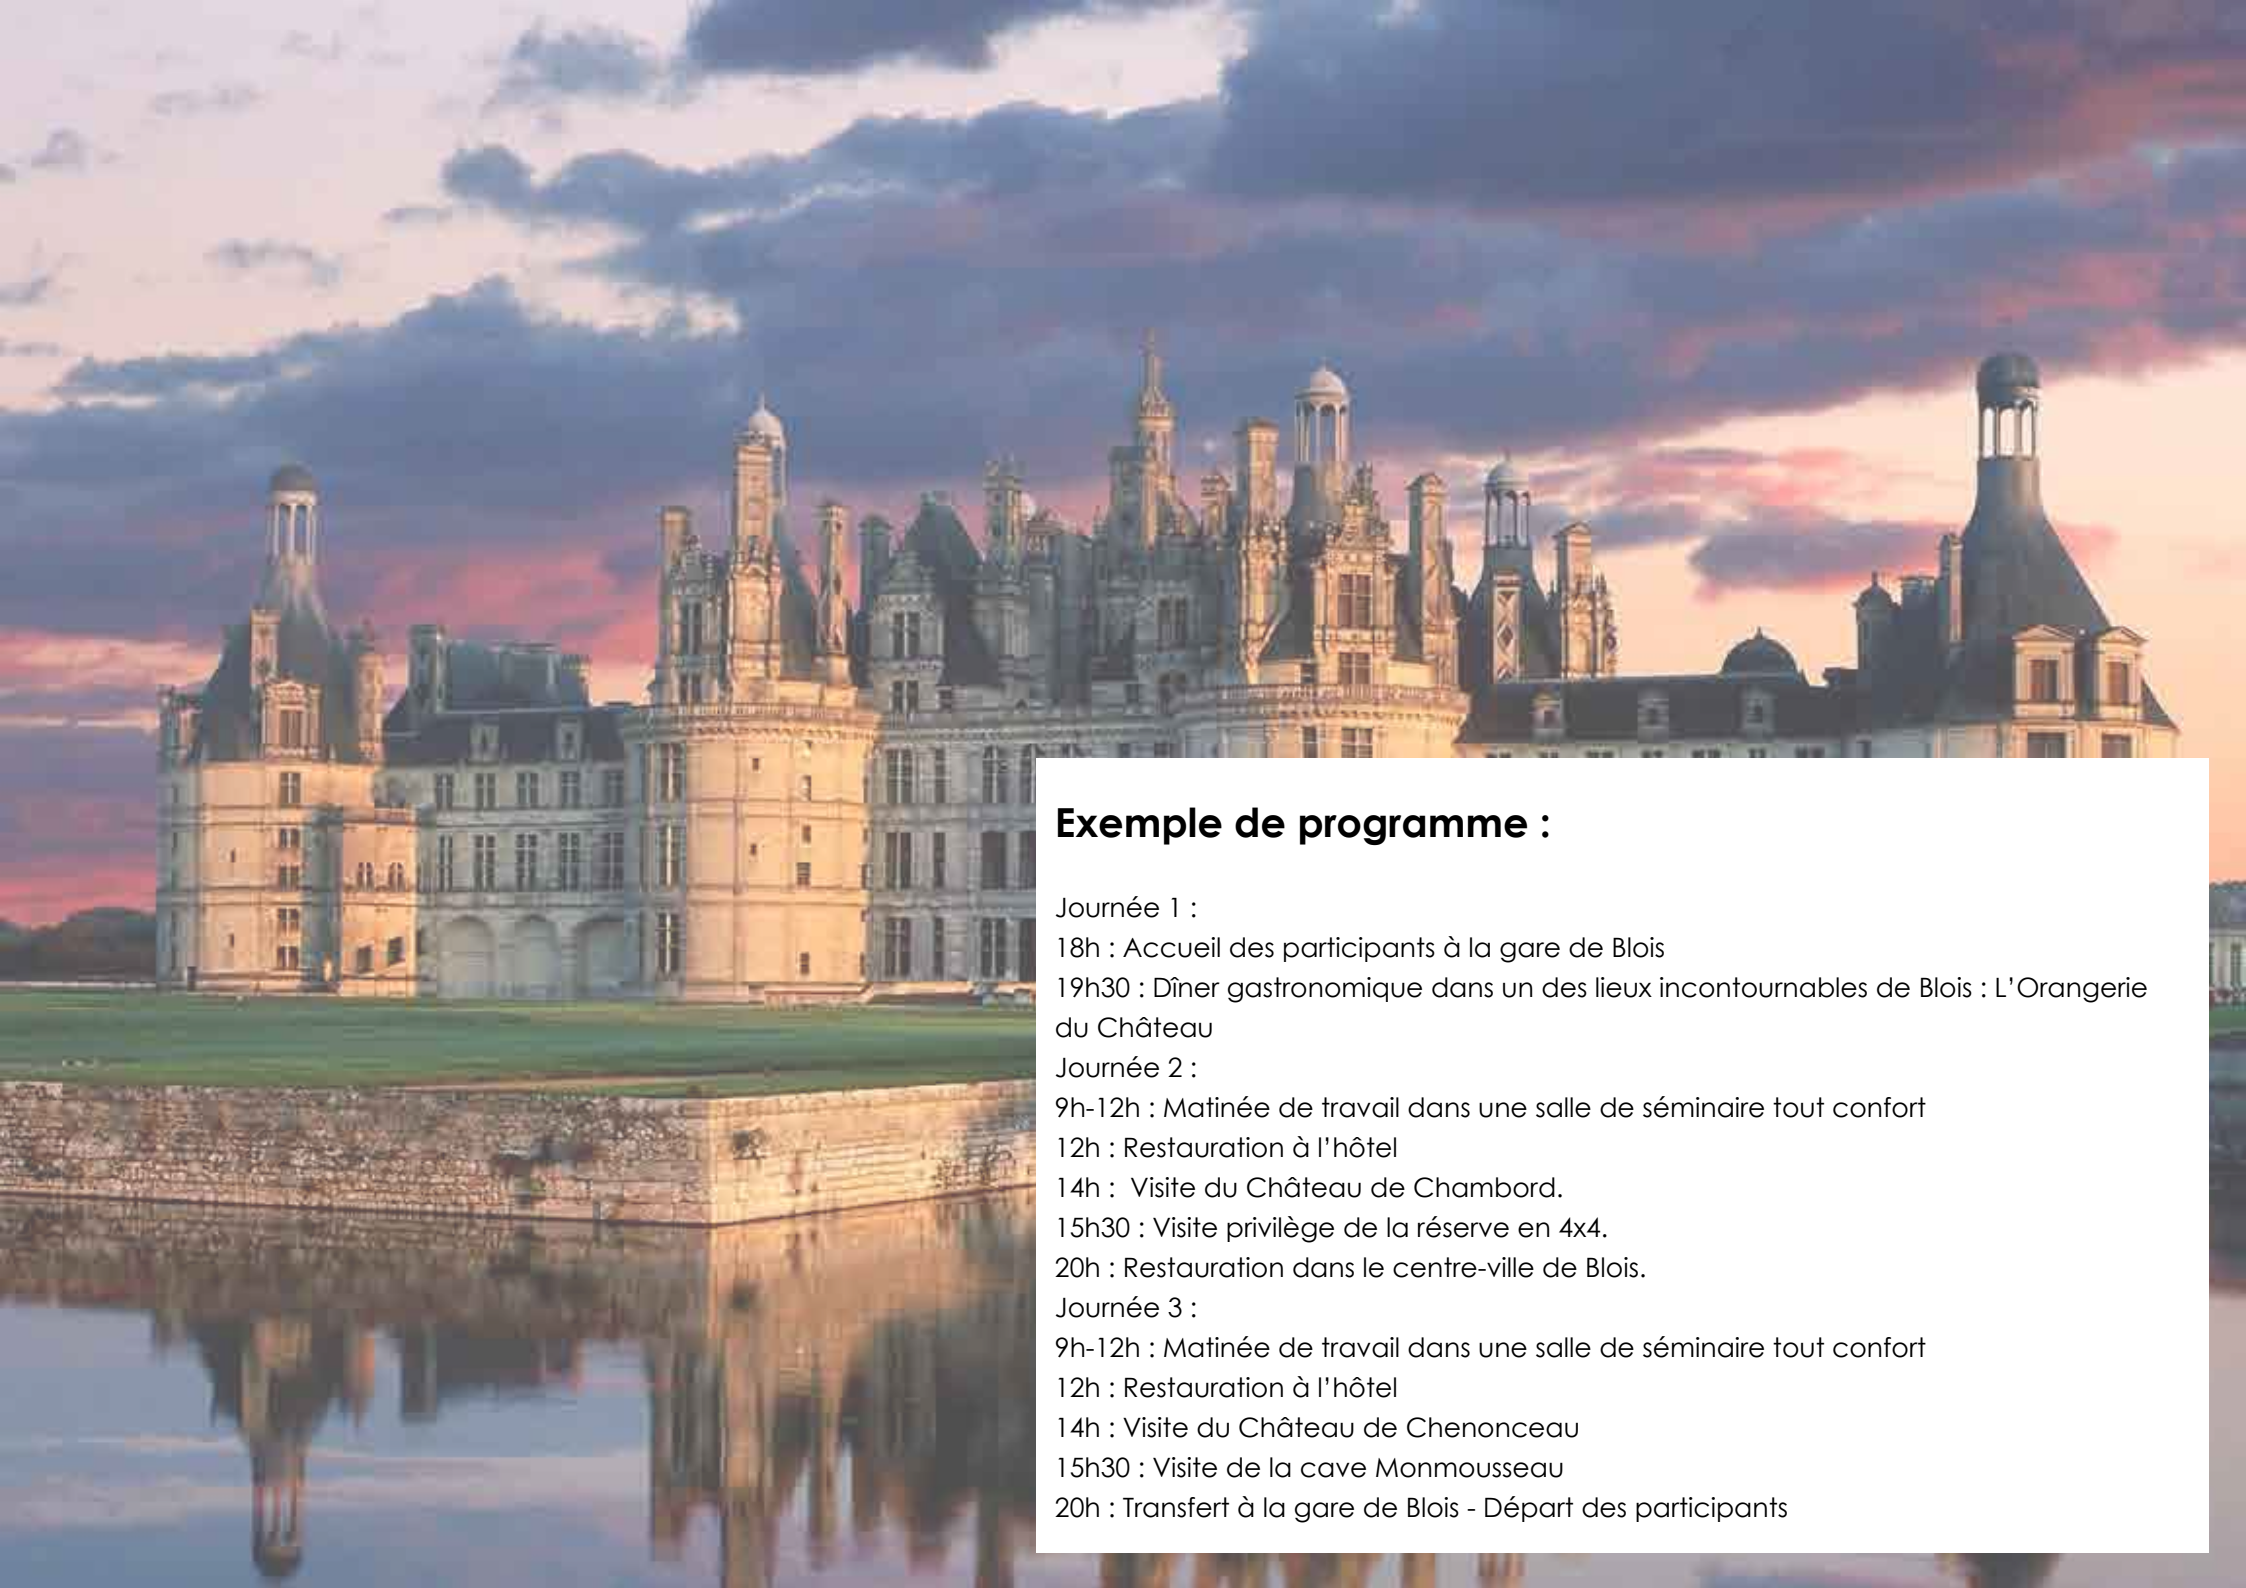 Exemple de programme :
Journée 1 :
18h : Accueil des participants à la gare de Blois
19h30 : Dîner gastronomique dans un des lieux incontournables de Blois : L’Orangerie
du Château
Journée 2 :
9h-12h : Matinée de travail dans une salle de séminaire tout confort
12h : Restauration à l’hôtel
14h :  Visite du Château de Chambord.
15h30 : Visite privilège de la réserve en 4x4.
20h : Restauration dans le centre-ville de Blois.
Journée 3 :
9h-12h : Matinée de travail dans une salle de séminaire tout confort
12h : Restauration à l’hôtel
14h : Visite du Château de Chenonceau
15h30 : Visite de la cave Monmousseau
20h : Transfert à la gare de Blois - Départ des participants